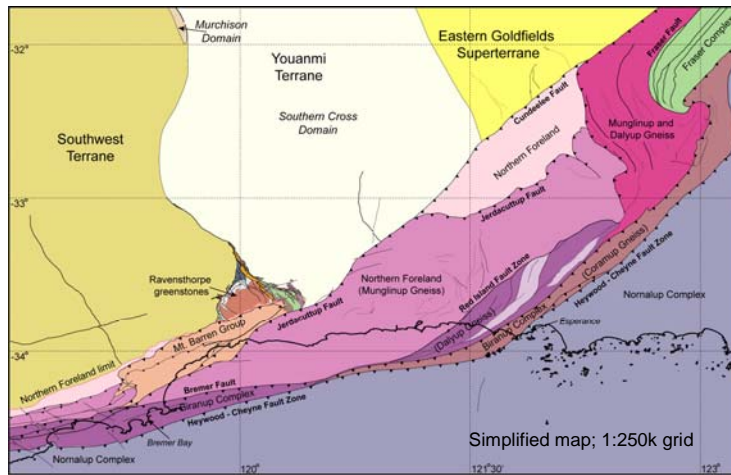 Murchison
Domain
-32°
Youanmi
Terrane
Eastern Goldfields
Superterrane
Fraser Fault
Fraser Complex
Southern Cross
Domain
Cundeelee Fault
Munglinup and
Dalyup Gneiss
Southwest
Terrane
Northern Foreland
-33°
Jerdacuttup Fault
Ravensthorpe
greenstones
Northern Foreland
(Munglinup Gneiss)
Red Island Fault Zone
(Coramup Gneiss)
Heywood - Cheyne Fault Zone
Nornalup Complex
Jerdacuttup Fault
Mt. Barren Group
(Dalyup Gneiss)
Biranup Complex
Esperance
-34°
Northern Foreland limit
Bremer Fault
Biranup Complex
Heywood - Cheyne Fault Zone
Bremer Bay
Nornalup Complex
Simplified map; 1:250k grid
120°
121°30'
123°